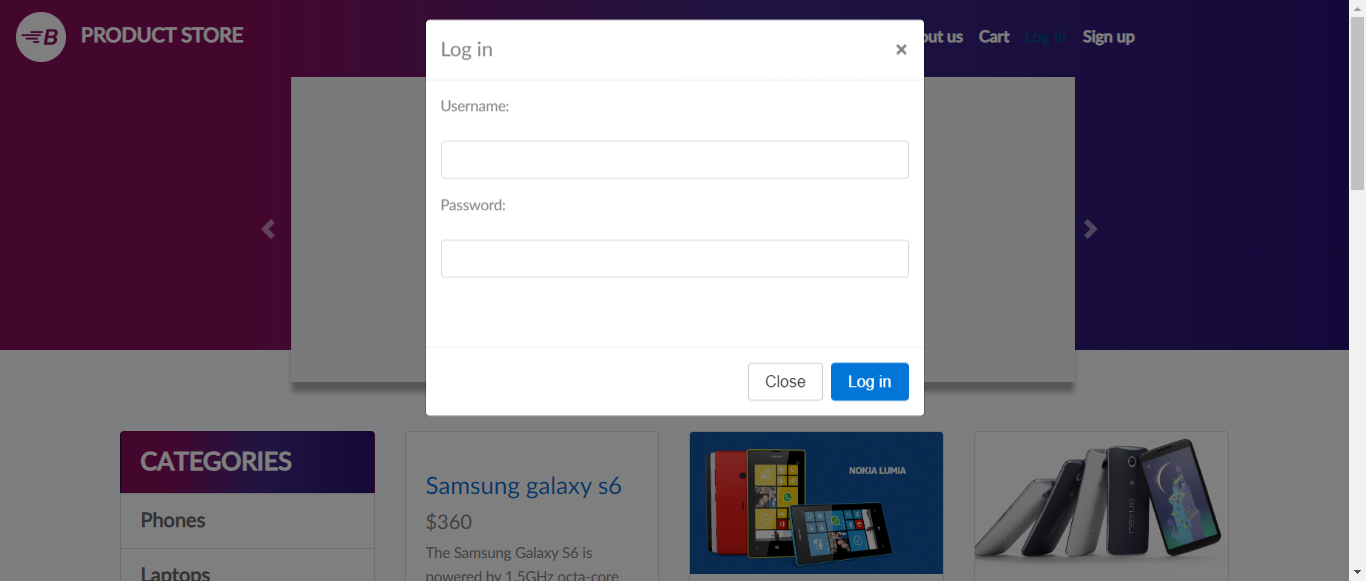 B PRODUCT STORE
Log in ×
out us Cart Log in Sign up
Username:
Password:
Close Log in
CATEGORIES
Phones
Laptops
Samsung galaxy s6
$360
The Samsung Galaxy S6 is
powered by 1.5GHz octa-core
NOKIA LUMIA
nexus